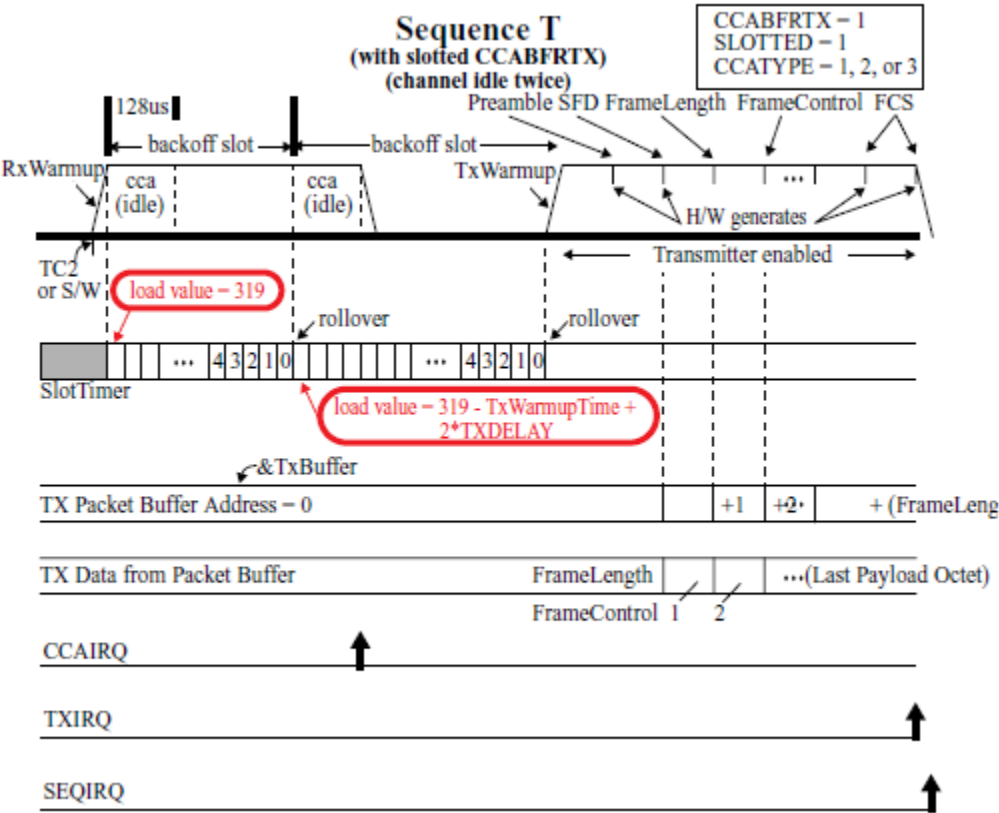 Sequence T
(with slotted CCABFRTX)
(channel idle twice)
CCABFRTX = 1
SLOTTED = 1
CCATYPE = 1, 2, or 3
128us
Preamble SFD FrameLength FrameControl FCS
backoff slot
backoff slot
RxWarmup
TxWarmup
cca
(idle)
cca
(idle)
...
H/W generates
Transmitter enabled
TC2
or S/W
load value = 319
rollover
rollover
... 4 3 2 1 0
... 4 3 2 1 0
SlotTimer
load value = 319 - TxWarmupTime +
2*TXDELAY
&TxBuffer
TX Packet Buffer Address = 0
+1
+2..
+ (FrameLeng
TX Data from Packet Buffer
FrameLength
...(Last Payload Octet)
FrameControl 1 2
CCAIRQ
TXIRQ
SEQIRQ